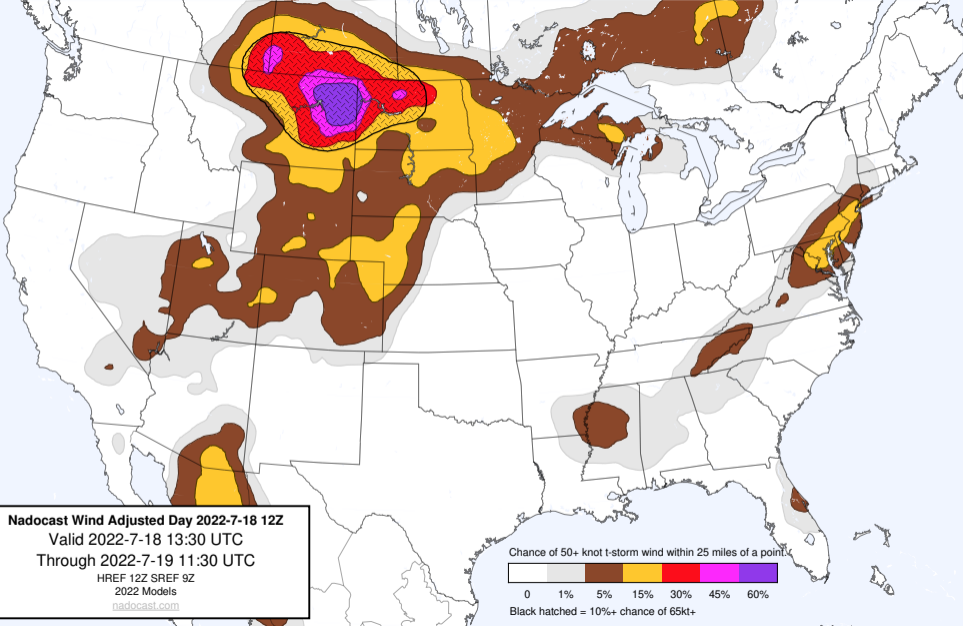 Nadocast Wind Adjusted Day 2022-7-18 12Z
Valid 2022-7-18 13:30 UTC
Through 2022-7-19 11:30 UTC
HREF 12Z SREF 9Z
2022 Models
nadocast.com
Chance of 50+ knot t-storm wind within 25 miles of a point.
0 1% 5% 15% 30% 45% 60%
Black hatched = 10%+ chance of 65kt+